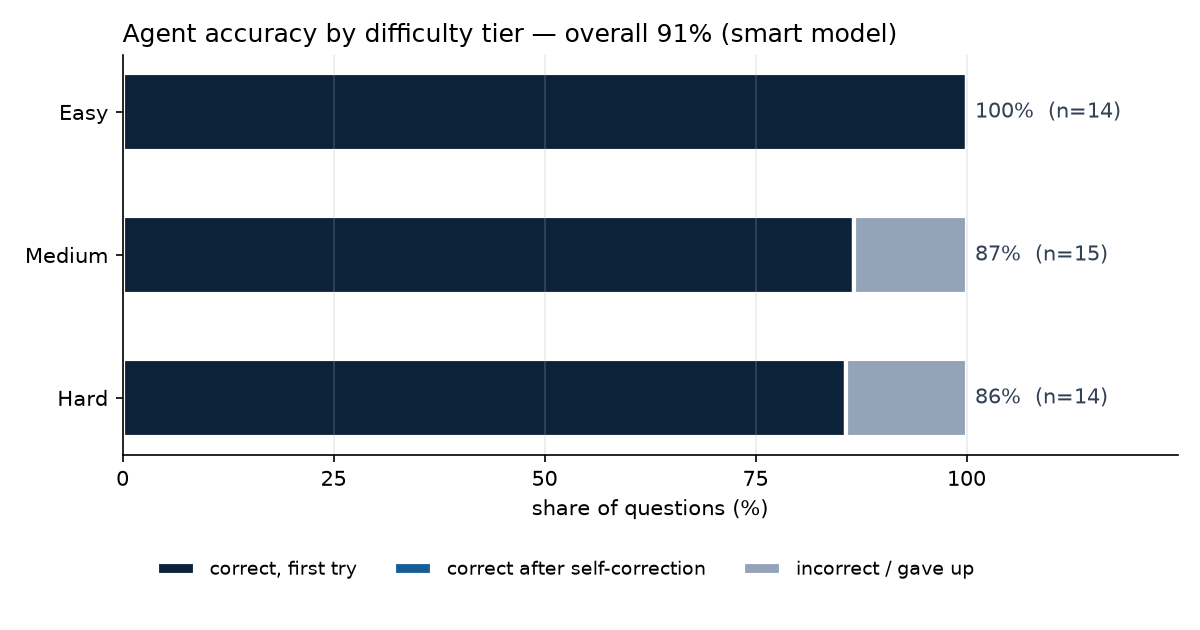 Agent accuracy by difficulty tier — overall 91% (smart model)
Easy
100% (n=14)
Medium
87% (n=15)
Hard
86% (n=14)
0 25 50 75 100
share of questions (%)
correct, first try correct after self-correction incorrect / gave up